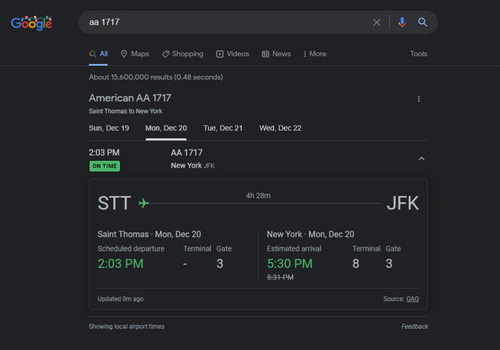 Google
aa 1717
All Maps Shopping Videos News More Tools
About 15,600,000 results (0.48 seconds)
American AA 1717
Saint Thomas to New York
Sun, Dec 19 Mon, Dec 20 Tue, Dec 21 Wed, Dec 22
2:03 PM AA 1717
ON TIME New York JFK
4h 28m
STT JFK
Saint Thomas · Mon, Dec 20 New York · Mon, Dec 20
Scheduled departure Terminal Gate Estimated arrival Terminal Gate
2:03 PM - 3 5:30 PM 8 3
5:31 PM
Updated 0m ago Source: OAG
Showing local airport times Feedback